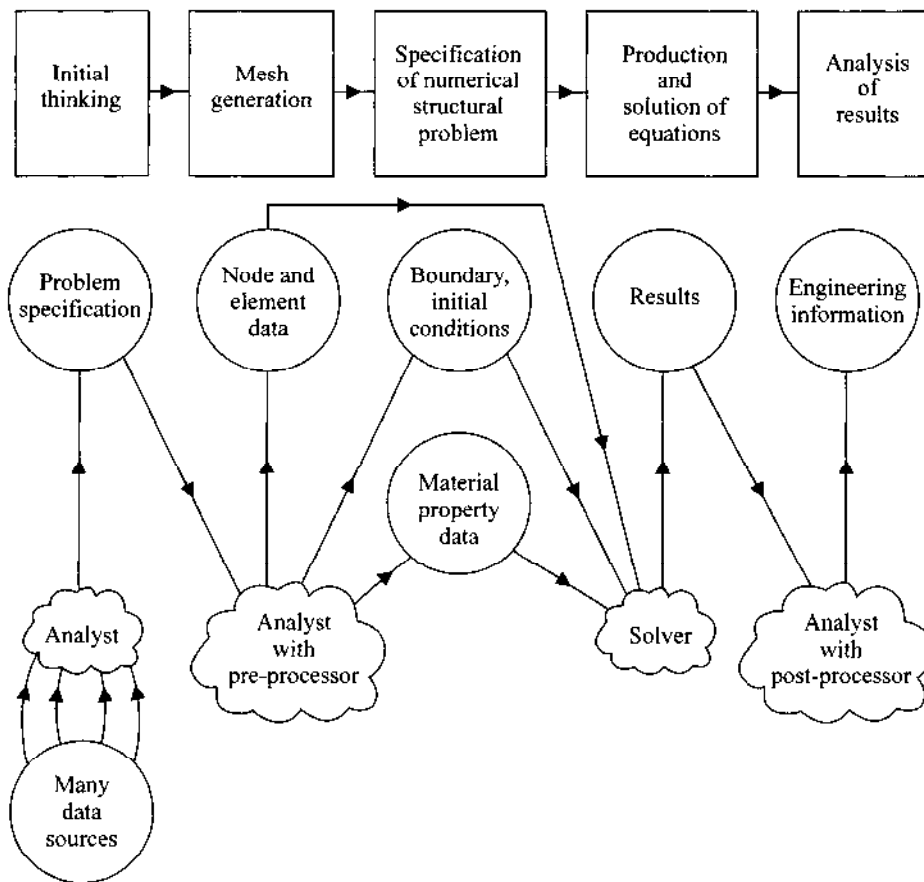 Initial
thinking
Mesh
generation
Specification
of numerical
structural
problem
Production
and
solution of
equations
Analysis
of
results
Problem
specification
Node and
element
data
Boundary,
initial
conditions
Results
Engineering
information
Material
property
data
Analyst
Analyst
with
pre-processor
Solver
Analyst
with
post-processor
Many
data
sources